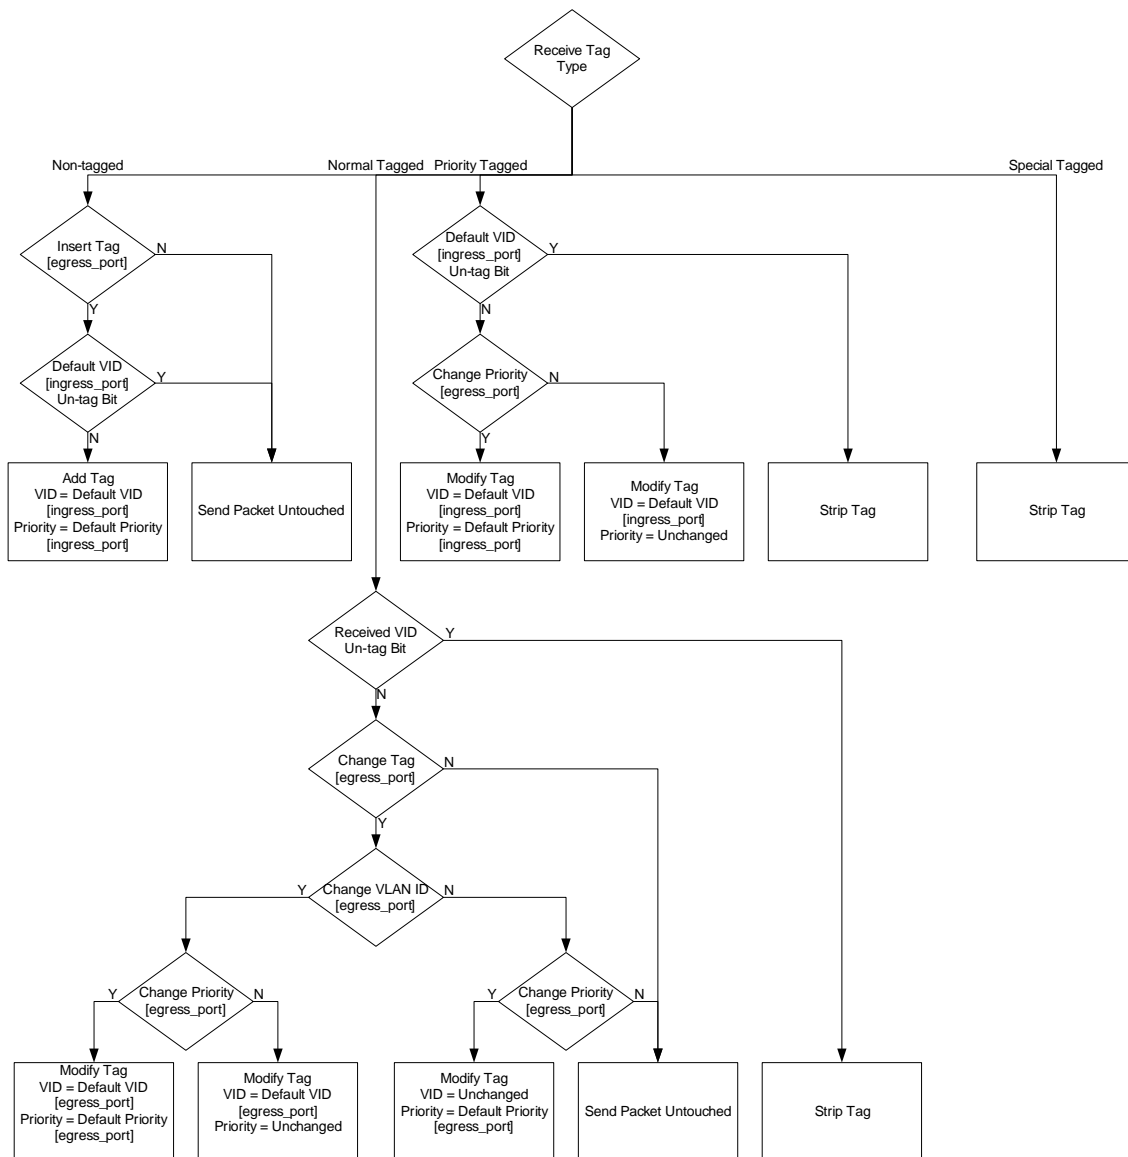 Receive Tag
Type
Non-tagged
Normal Tagged
Priority Tagged
Special Tagged
Insert Tag
[egress_port]
N
Y
Default VID
[ingress_port]
Un-tag Bit
Y
N
Default VID
[ingress_port]
Un-tag Bit
Y
N
Change Priority
[egress_port]
N
Y
Add Tag
VID = Default VID
[ingress_port]
Priority = Default Priority
[ingress_port]
Send Packet Untouched
Modify Tag
VID = Default VID
[ingress_port]
Priority = Default Priority
[ingress_port]
Modify Tag
VID = Default VID
[ingress_port]
Priority = Unchanged
Strip Tag
Strip Tag
Received VID
Un-tag Bit
Y
N
Change Tag
[egress_port]
N
Y
Change VLAN ID
[egress_port]
Y
N
Change Priority
[egress_port]
Y
N
Change Priority
[egress_port]
Y
N
Modify Tag
VID = Default VID
[egress_port]
Priority = Default Priority
[egress_port]
Modify Tag
VID = Default VID
[egress_port]
Priority = Unchanged
Modify Tag
VID = Unchanged
Priority = Default Priority
[egress_port]
Send Packet Untouched
Strip Tag